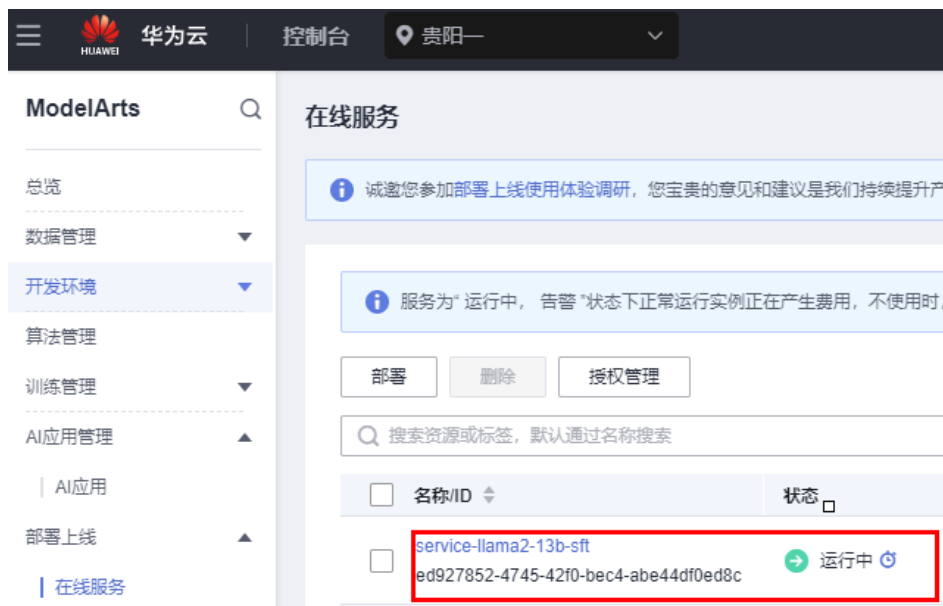 HUAWEI
华为云
控制台
贵阳一
ModelArts
总览
数据管理
开发环境
算法管理
训练管理
AI应用管理
AI应用
部署上线
在线服务
在线服务
诚邀您参加部署上线使用体验调研，您宝贵的意见和建议是我们持续提升产
服务为“ 运行中， 告警 ”状态下正常运行实例正在产生费用，不使用时，
部署
删除
授权管理
搜索资源或标签，默认通过名称搜索
名称/ID
状态
service-llama2-13b-sft
运行中
ed927852-4745-42f0-bec4-abe44df0ed8c